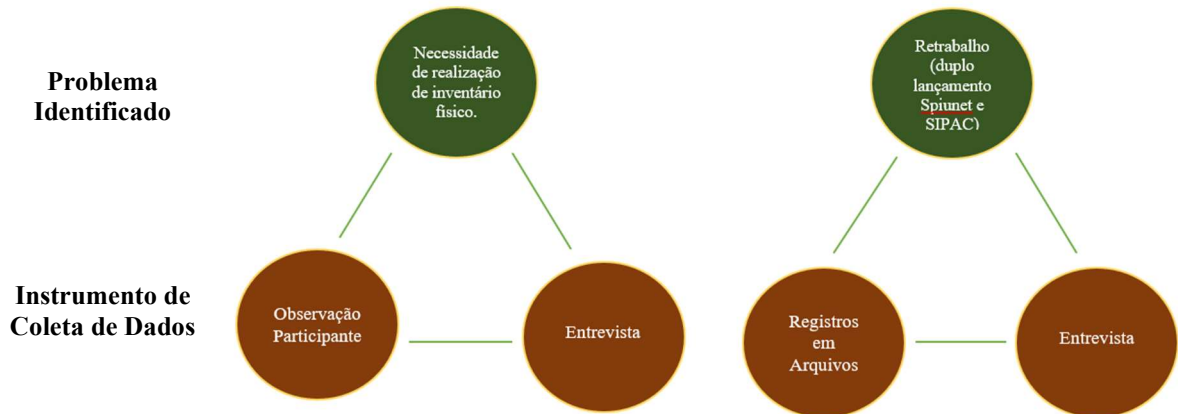 Problema
Identificado
Necessidade
de realização
de inventário
físico.
Retrabalho
(duplo
lançamento
Spiunet e
SIPAC)
Instrumento de
Coleta de Dados
Observação
Participante
Entrevista
Registros
em
Arquivos
Entrevista